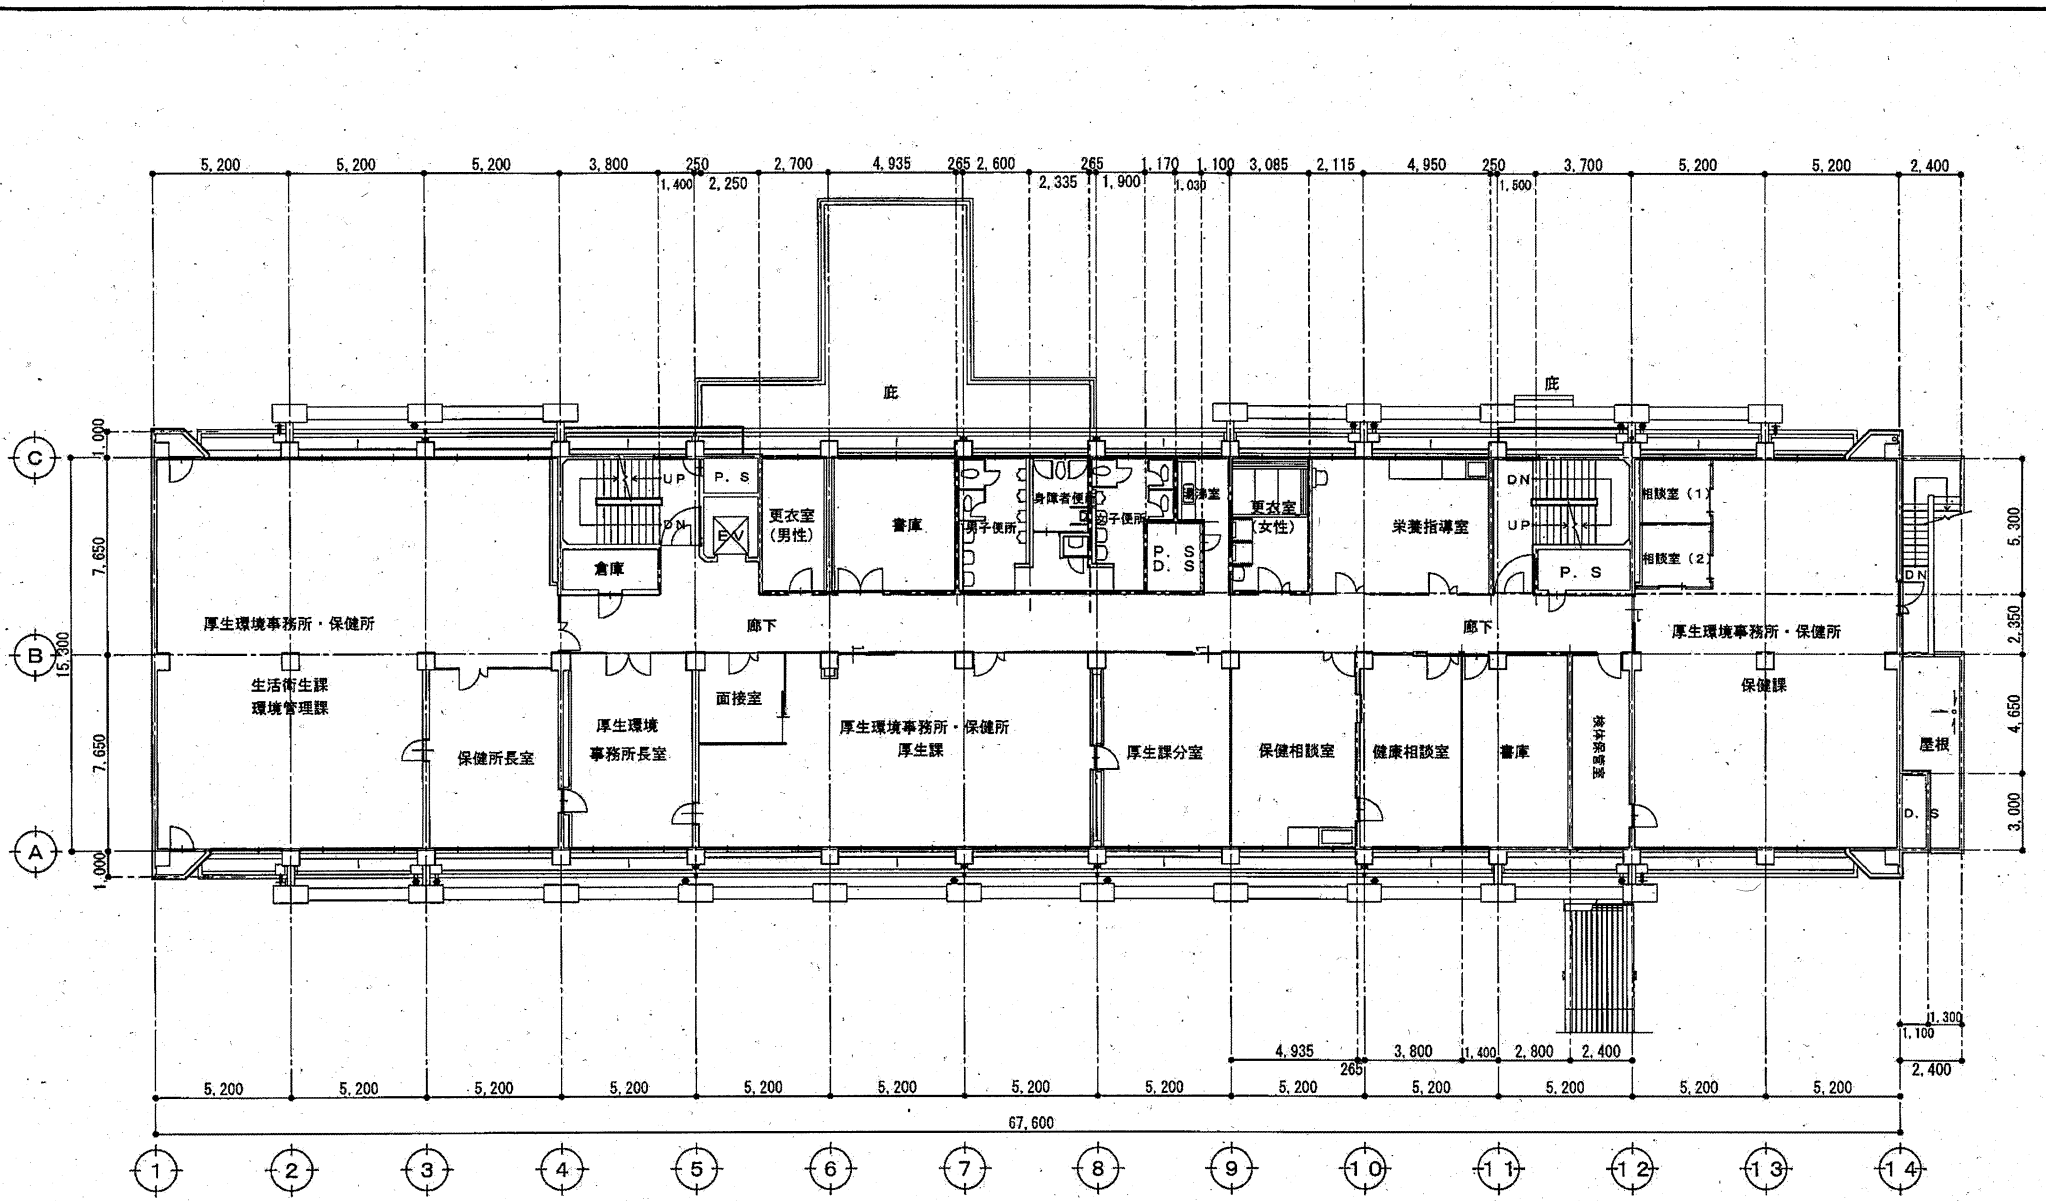 5,200 5,200 5,200 3,800 250 2,700 4,935 265 2,600 265 1,170 1,100 3,085 2,115 4,950 250 3,700 5,200 5,200 2,400
1,400 2,250 2,335 1,900 1,030 1,500
庇
庇
1,000
C
UP
P.S
DN
EV
倉庫
更衣室
(男性)
書庫
男子便所
P.S
D.S
更衣室
(女性)
栄養指導室
DN
UP
P.S
相談室(1)
相談室(2)
DN
5,300
7,650
厚生環境事務所・保健所
廊下
廊下
厚生環境事務所・保健所
2,350
B
15,300
生活衛生課
環境管理課
保健所長室
厚生環境
事務所長室
面接室
厚生環境事務所・保健所
厚生課
厚生課分室
保健相談室
健康相談室
書庫
検体保管室
保健課
屋根
4,650
7,650
D.S
3,000
A
1,000
1,300
1,100
4,935 3,800 1,400 2,800 2,400
265
2,400
5,200 5,200 5,200 5,200 5,200 5,200 5,200 5,200 5,200 5,200 5,200 5,200 5,200
67,600
1 2 3 4 5 6 7 8 9 10 11 12 13 14